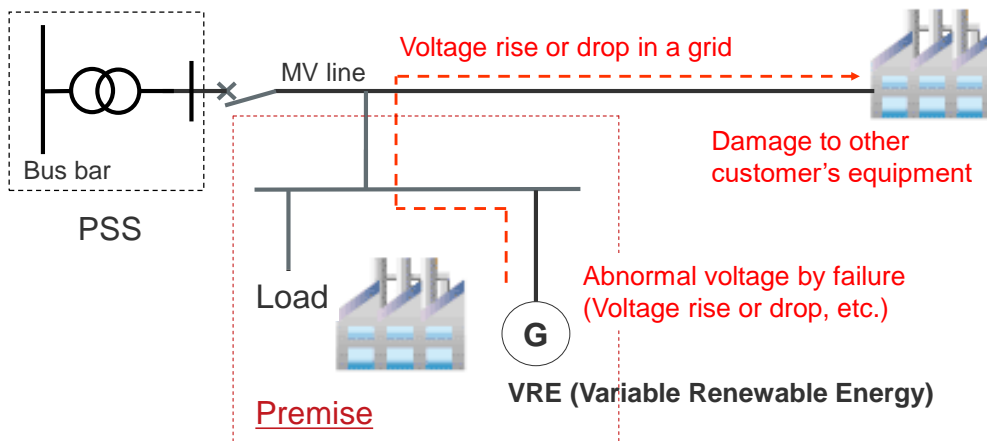 Voltage rise or drop in a grid
MV line
Bus bar
PSS
Damage to other
customer's equipment
Load
Abnormal voltage by failure
(Voltage rise or drop, etc.)
G
VRE (Variable Renewable Energy)
Premise